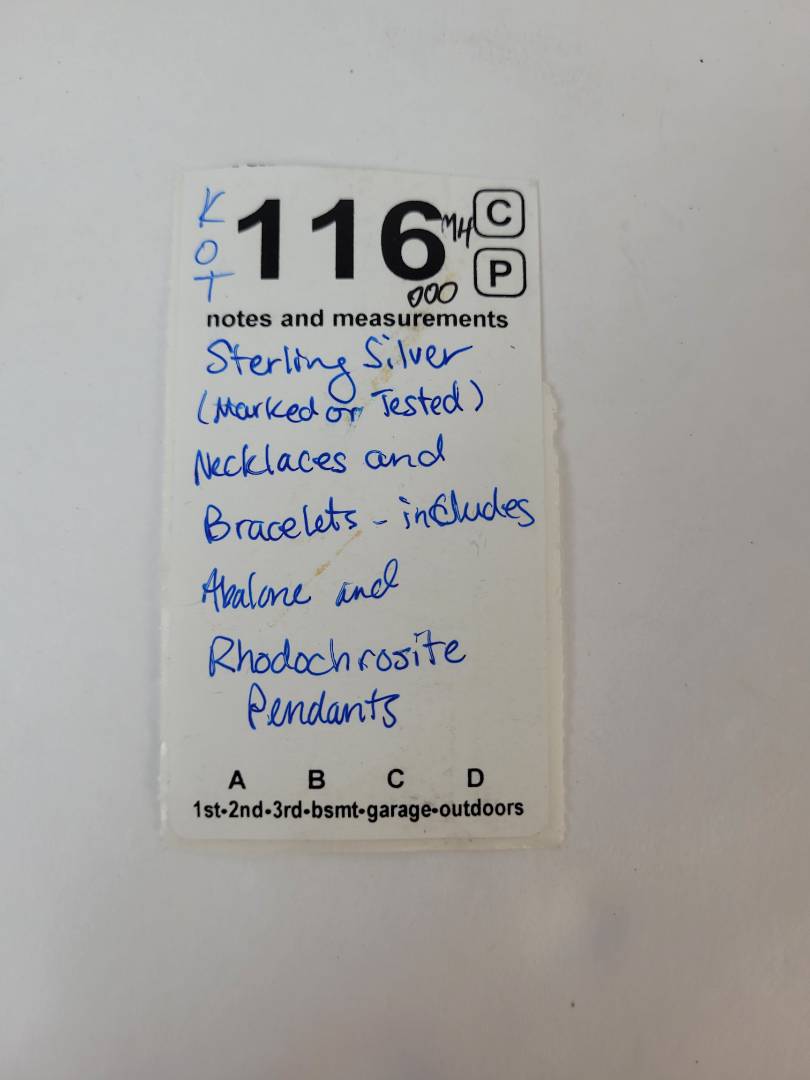 K
O
T
116
MH
C
P
000
notes and measurements
Sterling Silver
(Marked or Tested)
Necklaces and
Bracelets - includes
Abalone and
Rhodochrosite
Pendants
A B C D
1st-2nd-3rd-bsmt-garage-outdoors